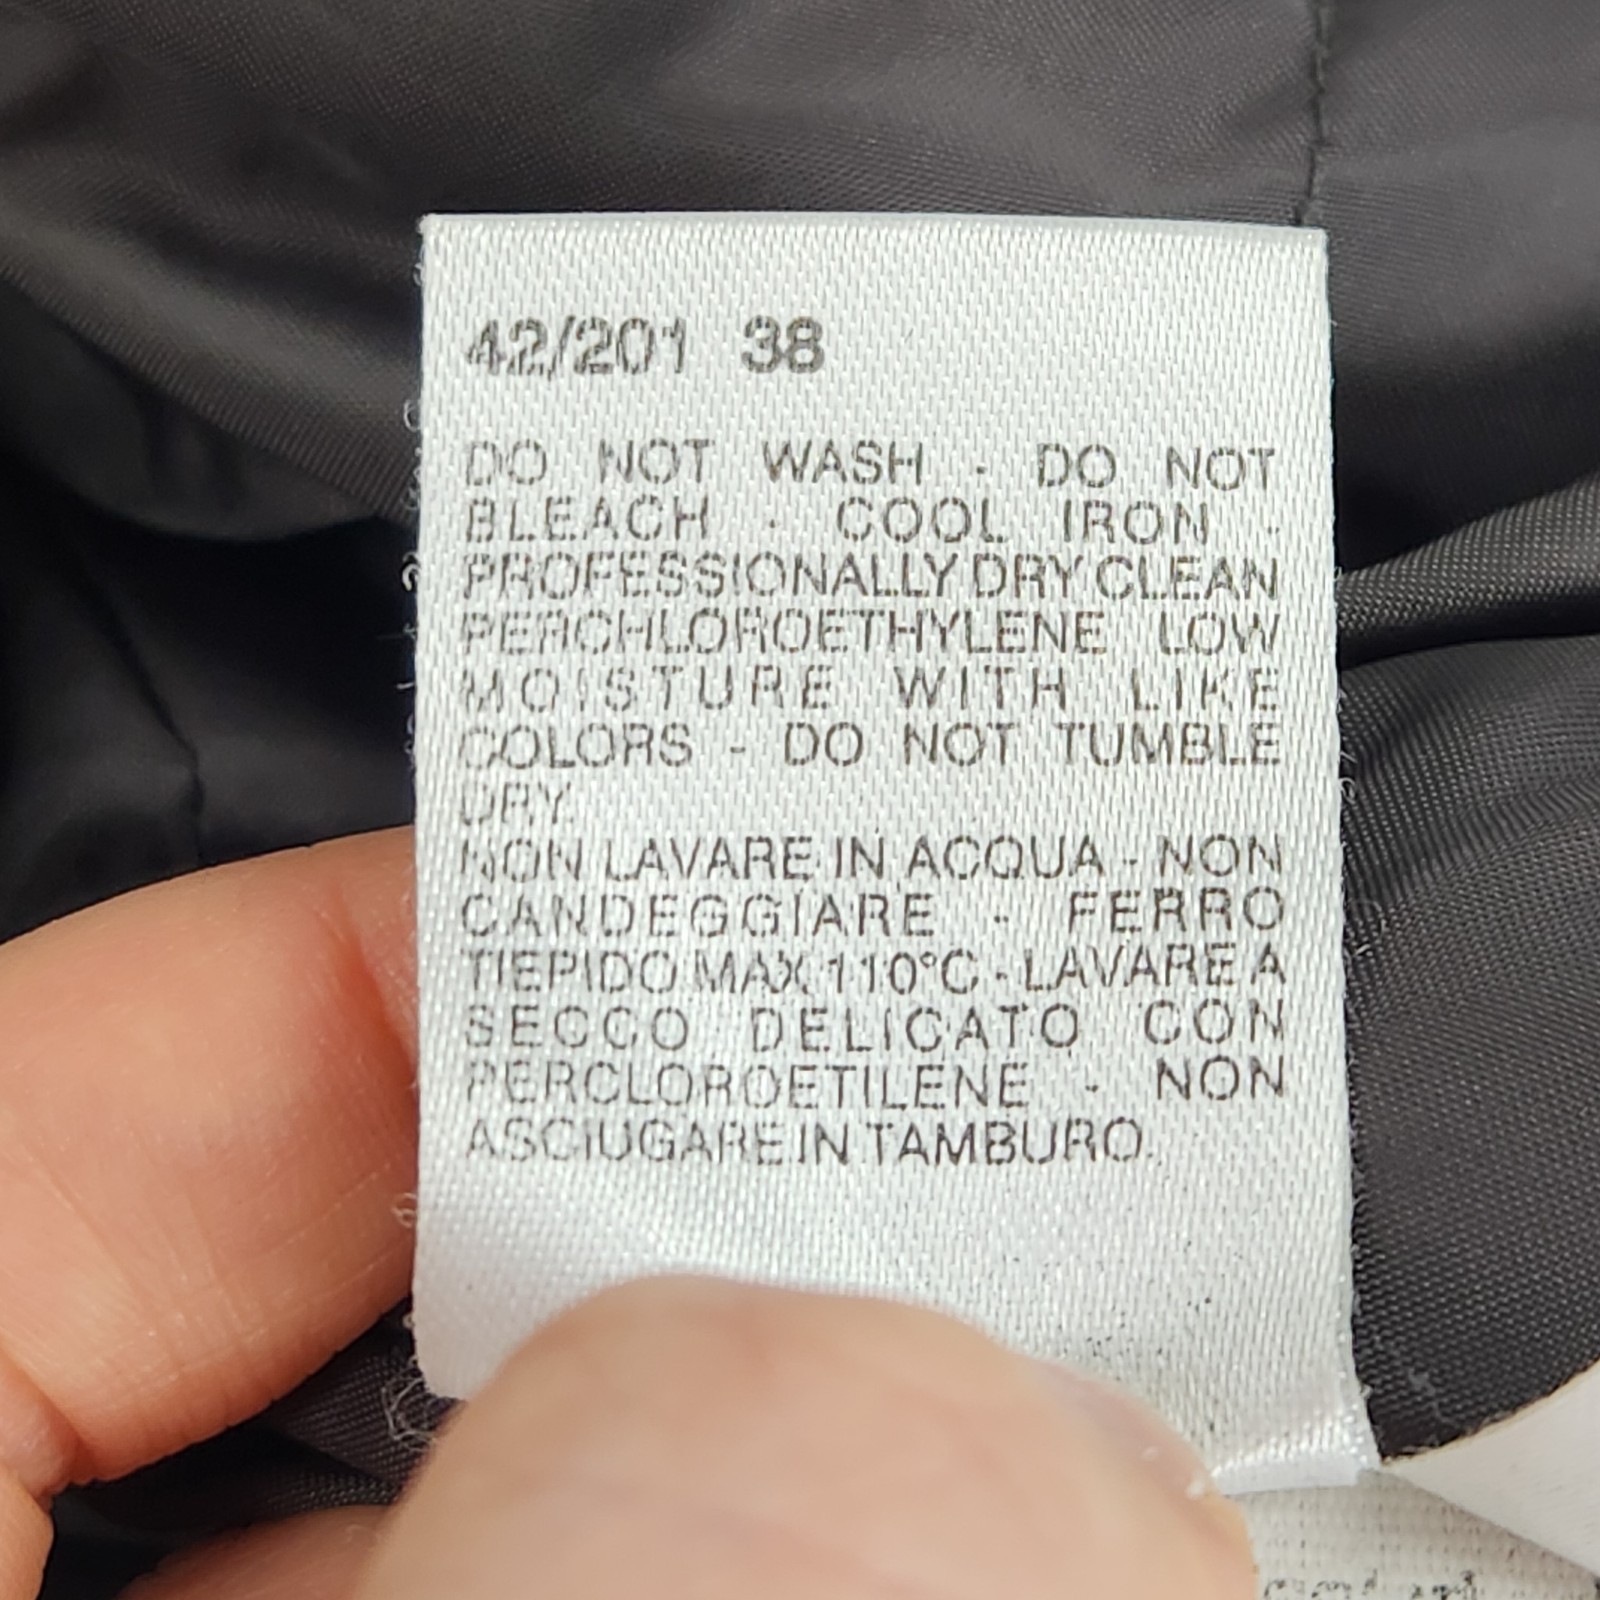 42/201 38
DO NOT WASH - DO NOT
BLEACH - COOL IRON -
PROFESSIONALLY DRY CLEAN
PERCHLOROETHYLENE LOW
MOISTURE WITH LIKE
COLORS - DO NOT TUMBLE
DRY.
NON LAVARE IN ACQUA - NON
CANDEGGIARE - FERRO
TIEPIDO MAX 110°C - LAVARE A
SECCO DELICATO CON
PERCLOROETILENE - NON
ASCIUGARE IN TAMBURO.